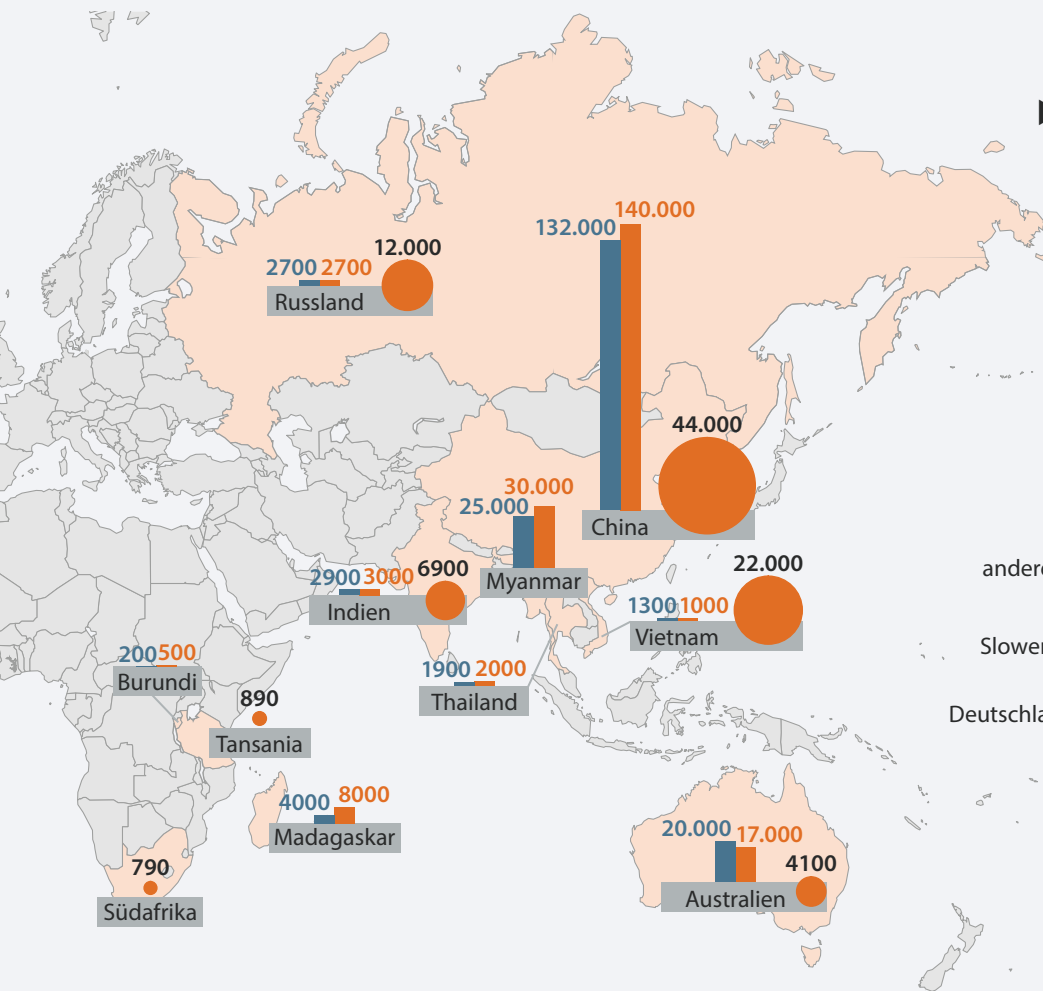 132.000
140.000
2700
2700
12.000
Russland
44.000
China
25.000
30.000
Myanmar
2900
3000
6900
Indien
22.000
1300
1000
Vietnam
1900
2000
Thailand
200
500
Burundi
890
Tansania
4000
8000
Madagaskar
790
Südafrika
20.000
17.000
4100
Australien
andere
Slower
Deutschla